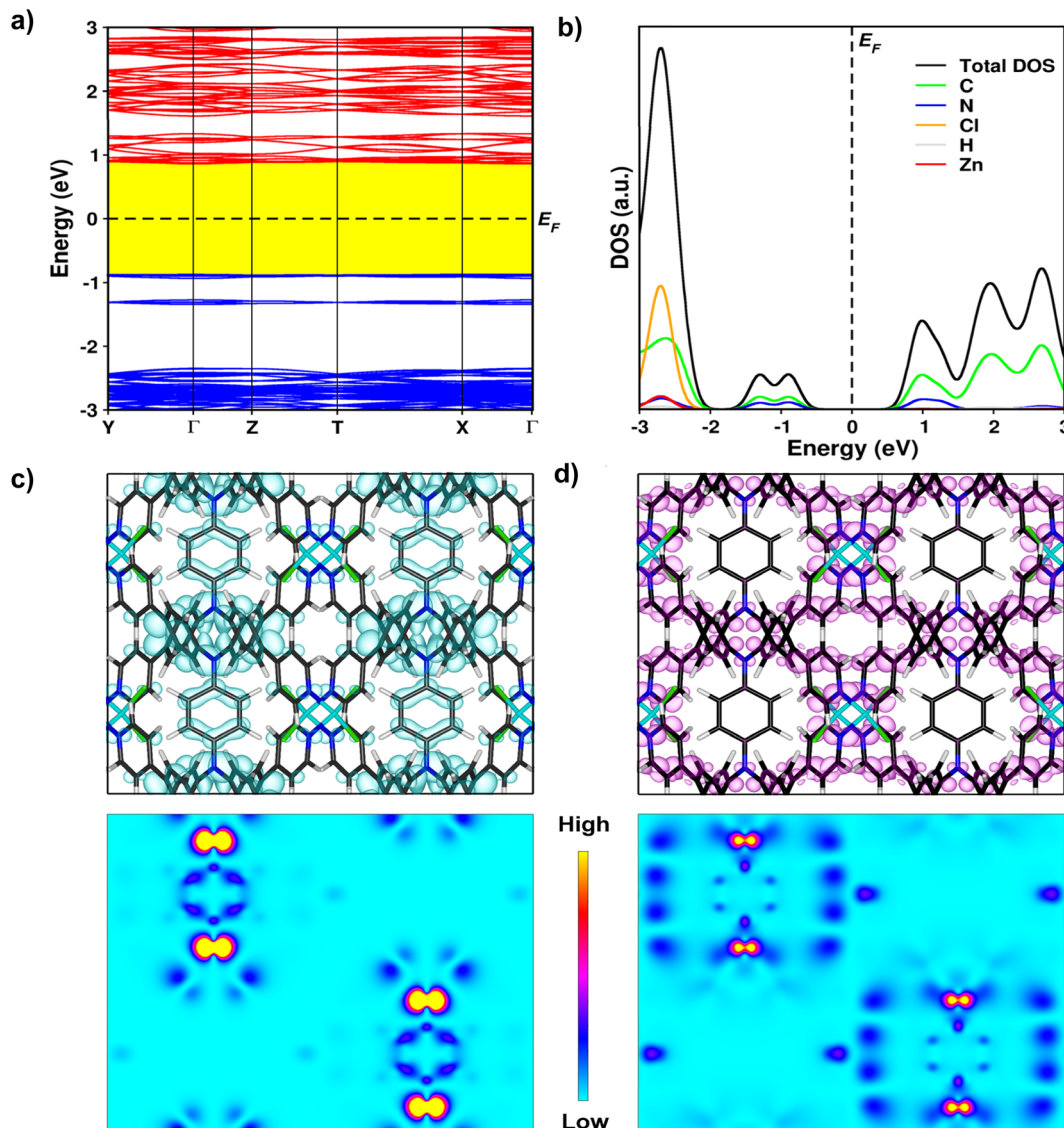 a)
3
2
1
0
-1
-2
-3
Energy (eV)
E_F
Y Γ Z T X Γ
b)
E_F
Total DOS
C
N
Cl
H
Zn
DOS (a.u.)
-3 -2 -1 0 1 2 3
Energy (eV)
c)
d)
High
Low